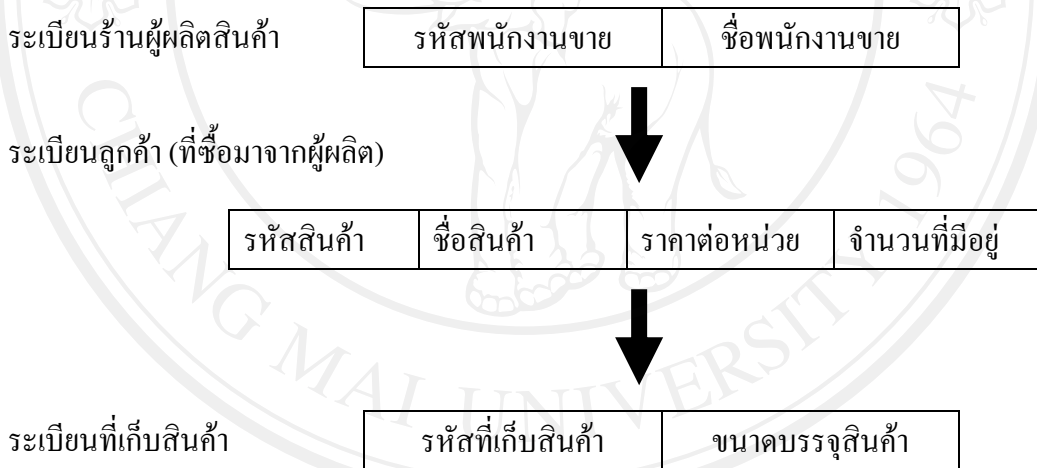 ระเบียนร้านผู้ผลิตสินค้า รหัสพนักงานขาย ชื่อพนักงานขาย
ระเบียนลูกค้า (ที่ซื้อมาจากผู้ผลิต)
รหัสสินค้า ชื่อสินค้า ราคาต่อหน่วย จำนวนที่มีอยู่
ระเบียนที่เก็บสินค้า รหัสที่เก็บสินค้า ขนาดบรรจุสินค้า
CHIANG MAI UNIVERSITY 1964